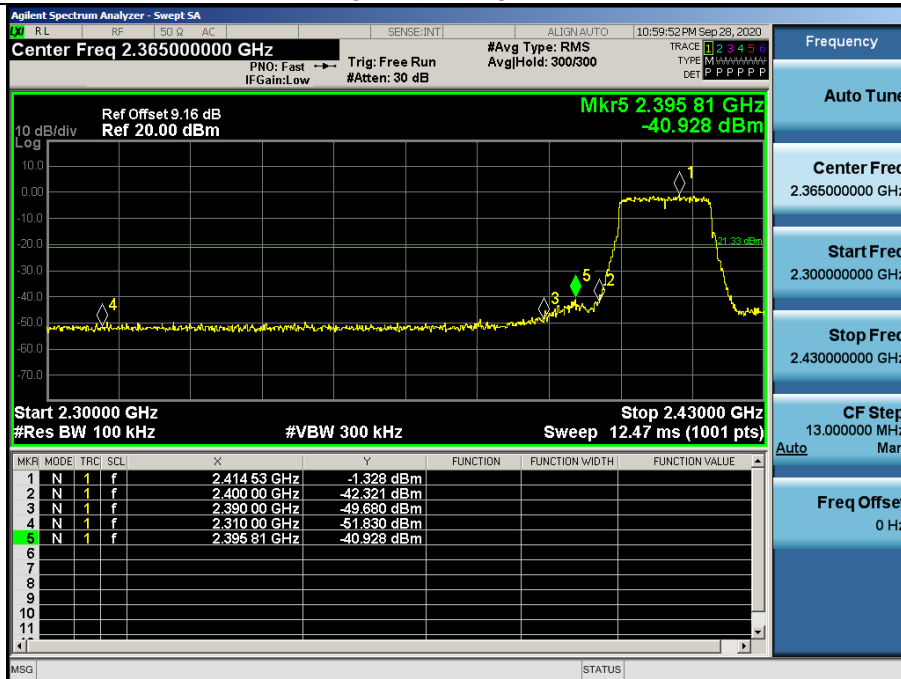 Agilent Spectrum Analyzer - Swept SA
LXI RL RF 50 Ω AC SENSE:INT ALIGN AUTO 10:59:52 PM Sep 28, 2020
Center Freq 2.365000000 GHz #Avg Type: RMS TRACE 1 2 3 4 5 6
PNO: Fast Trig: Free Run Avg|Hold: 300/300 TYPE M
IFGain:Low #Atten: 30 dB DET P P P P P P
Mkr5 2.395 81 GHz
Ref Offset 9.16 dB
10 dB/div Ref 20.00 dBm -40.928 dBm
Log
10.0
1
0.00
-10.0
-20.0
21.33 dBm
-30.0
5
2
-40.0
3
4
-50.0
-60.0
-70.0
Start 2.30000 GHz Stop 2.43000 GHz
#Res BW 100 kHz #VBW 300 kHz Sweep 12.47 ms (1001 pts)
MKR MODE TRC SCL X Y FUNCTION FUNCTION WIDTH FUNCTION VALUE
1 N 1 f 2.414 53 GHz -1.328 dBm
2 N 1 f 2.400 00 GHz -42.321 dBm
3 N 1 f 2.390 00 GHz -49.680 dBm
4 N 1 f 2.310 00 GHz -51.830 dBm
5 N 1 f 2.395 81 GHz -40.928 dBm
6
7
8
9
10
11
MSG STATUS
Frequency
Auto Tune
Center Freq
2.365000000 GHz
Start Freq
2.300000000 GHz
Stop Freq
2.430000000 GHz
CF Step
13.000000 MHz
Auto Man
Freq Offset
0 Hz